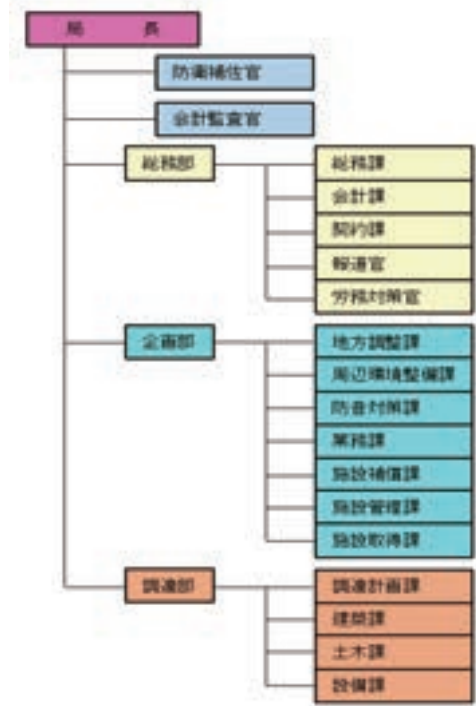 局　長
防衛補佐官
会計監査官
総務部
総務課
会計課
契約課
報道官
労務対策官
企画部
地方調整課
周辺環境整備課
防音対策課
業務課
施設補償課
施設管理課
施設取得課
調達部
調達計画課
建築課
土木課
設備課